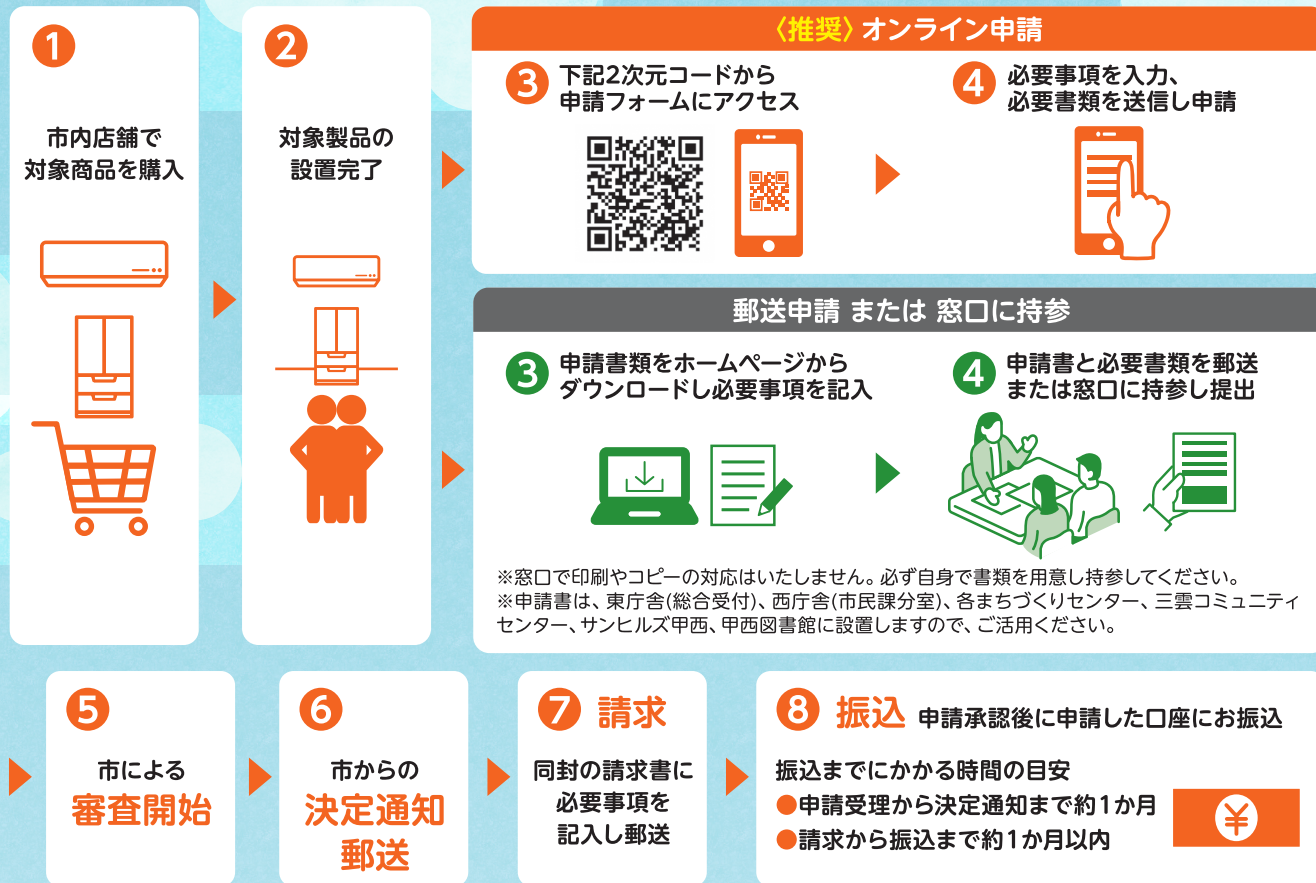 1
市内店舗で
対象商品を購入
2
対象製品の
設置完了
〈推奨〉オンライン申請
3 下記2次元コードから
申請フォームにアクセス
4 必要事項を入力、
必要書類を送信し申請
郵送申請 または 窓口に持参
3 申請書類をホームページから
ダウンロードし必要事項を記入
4 申請書と必要書類を郵送
または窓口に持参し提出
※窓口で印刷やコピーの対応はいたしません。必ず自身で書類を用意し持参してください。
※申請書は、東庁舎(総合受付)、西庁舎(市民課分室)、各まちづくりセンター、三雲コミュニティ
センター、サンヒルズ甲西、甲西図書館に設置しますので、ご活用ください。
5
市による
審査開始
6
市からの
決定通知
郵送
7 請求
同封の請求書に
必要事項を
記入し郵送
8 振込 申請承認後に申請した口座にお振込
振込までにかかる時間の目安
●申請受理から決定通知まで約1か月
●請求から振込まで約1か月以内
¥